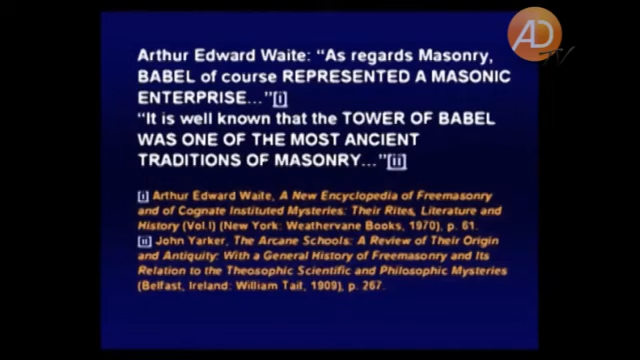 AD
TV
Arthur Edward Waite: “As regards Masonry,
BABEL of course REPRESENTED A MASONIC
ENTERPRISE...”[i]
“It is well known that the TOWER OF BABEL
WAS ONE OF THE MOST ANCIENT
TRADITIONS OF MASONRY...”[ii]
[i] Arthur Edward Waite, A New Encyclopedia of Freemasonry
and of Cognate Instituted Mysteries: Their Rites, Literature and
History (Vol.I) (New York: Weathervane Books, 1970), p. 61.
[ii] John Yarker, The Arcane Schools: A Review of Their Origin
and Antiquity: With a General History of Freemasonry and Its
Relation to the Theosophic Scientific and Philosophic Mysteries
(Belfast, Ireland: William Tait, 1909), p. 267.